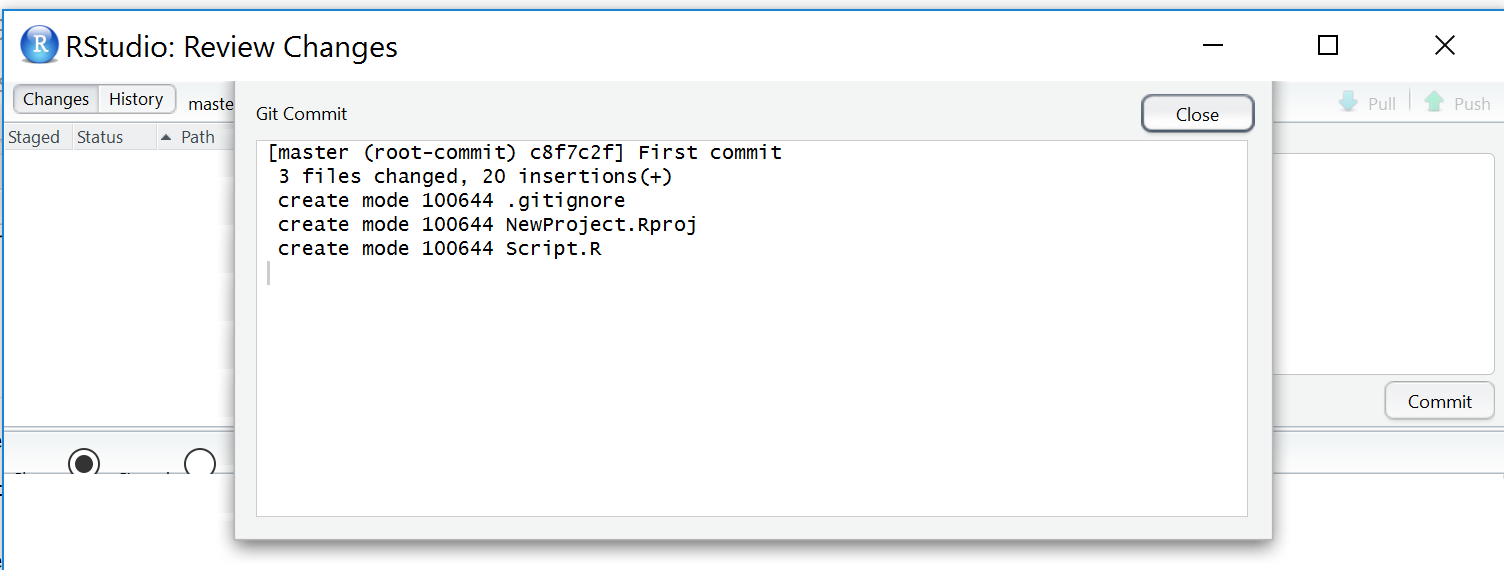 R RStudio: Review Changes
Changes History maste
Pull Push
Git Commit
Close
Staged Status Path
[master (root-commit) c8f7c2f] First commit
3 files changed, 20 insertions(+)
create mode 100644 .gitignore
create mode 100644 NewProject.Rproj
create mode 100644 Script.R
Commit